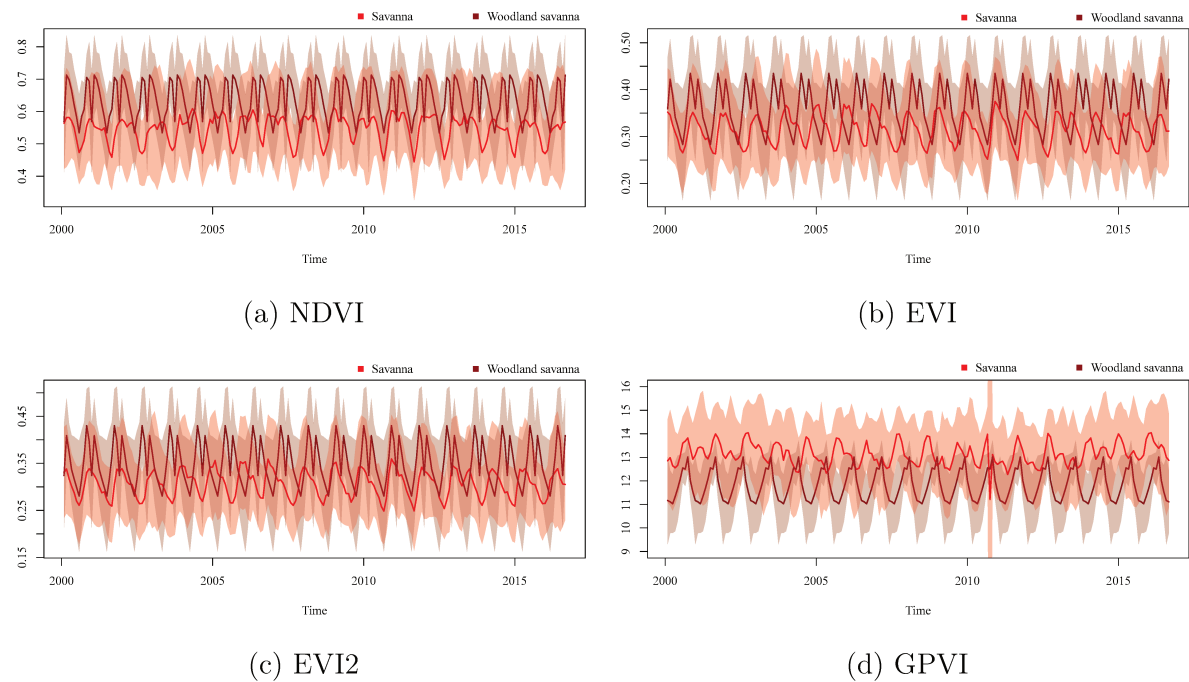 Savanna Woodland savanna
0.4 0.5 0.6 0.7 0.8
2000 2005 2010 2015
Time
(a) NDVI
Savanna Woodland savanna
0.20 0.30 0.40 0.50
2000 2005 2010 2015
Time
(b) EVI
Savanna Woodland savanna
0.15 0.25 0.35 0.45
2000 2005 2010 2015
Time
(c) EVI2
Savanna Woodland savanna
9 10 11 12 13 14 15 16
2000 2005 2010 2015
Time
(d) GPVI